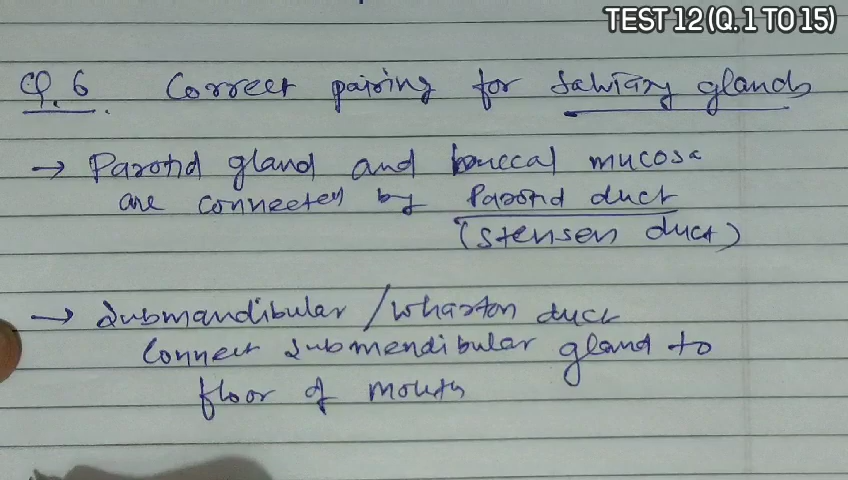 TEST 12 (Q. 1 TO 15)
Q. 6. Correct pairing for Salivary glands
→ Parotid gland and buccal mucosa
are connected by Parotid duct
(Stensen duct)
→ Submandibular / Wharton duct
Connect submendibular gland to
floor of mouth